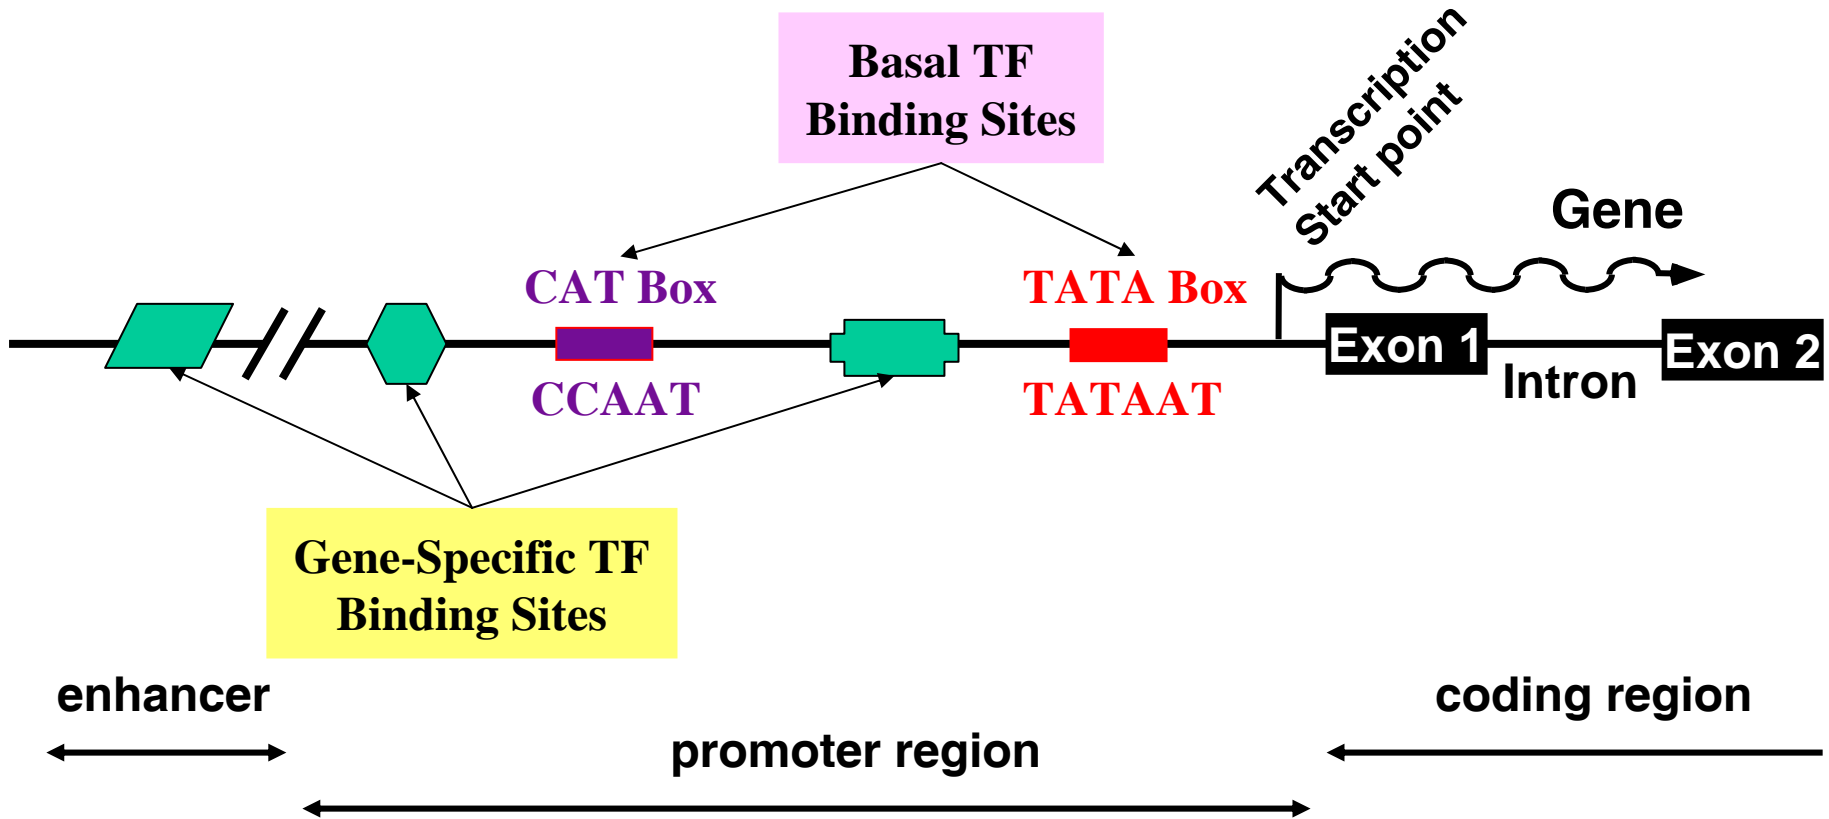 Basal TF
Binding Sites
Transcription
Start point
Gene
CAT Box
TATA Box
Exon 1
Exon 2
Intron
CCAAT
TATAAT
Gene-Specific TF
Binding Sites
enhancer
coding region
promoter region